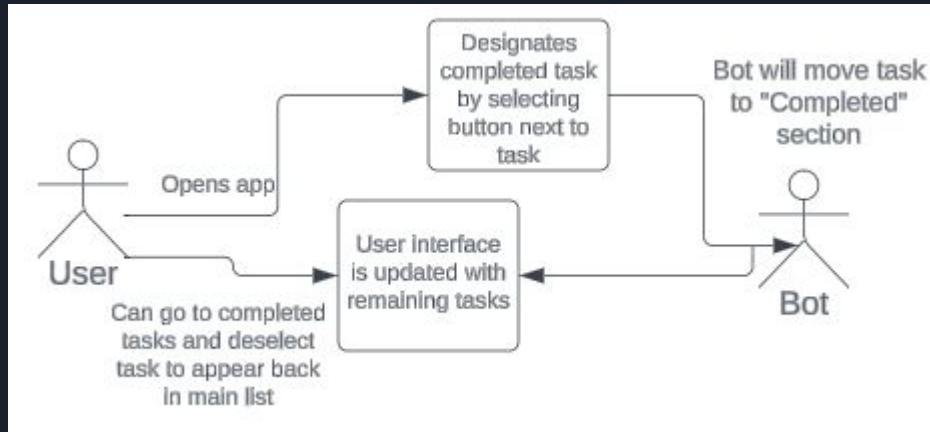 Designates
completed task
by selecting
button next to
task
Bot will move task
to "Completed"
section
Opens app
User
User interface
is updated with
remaining tasks
Bot
Can go to completed
tasks and deselect
task to appear back
in main list